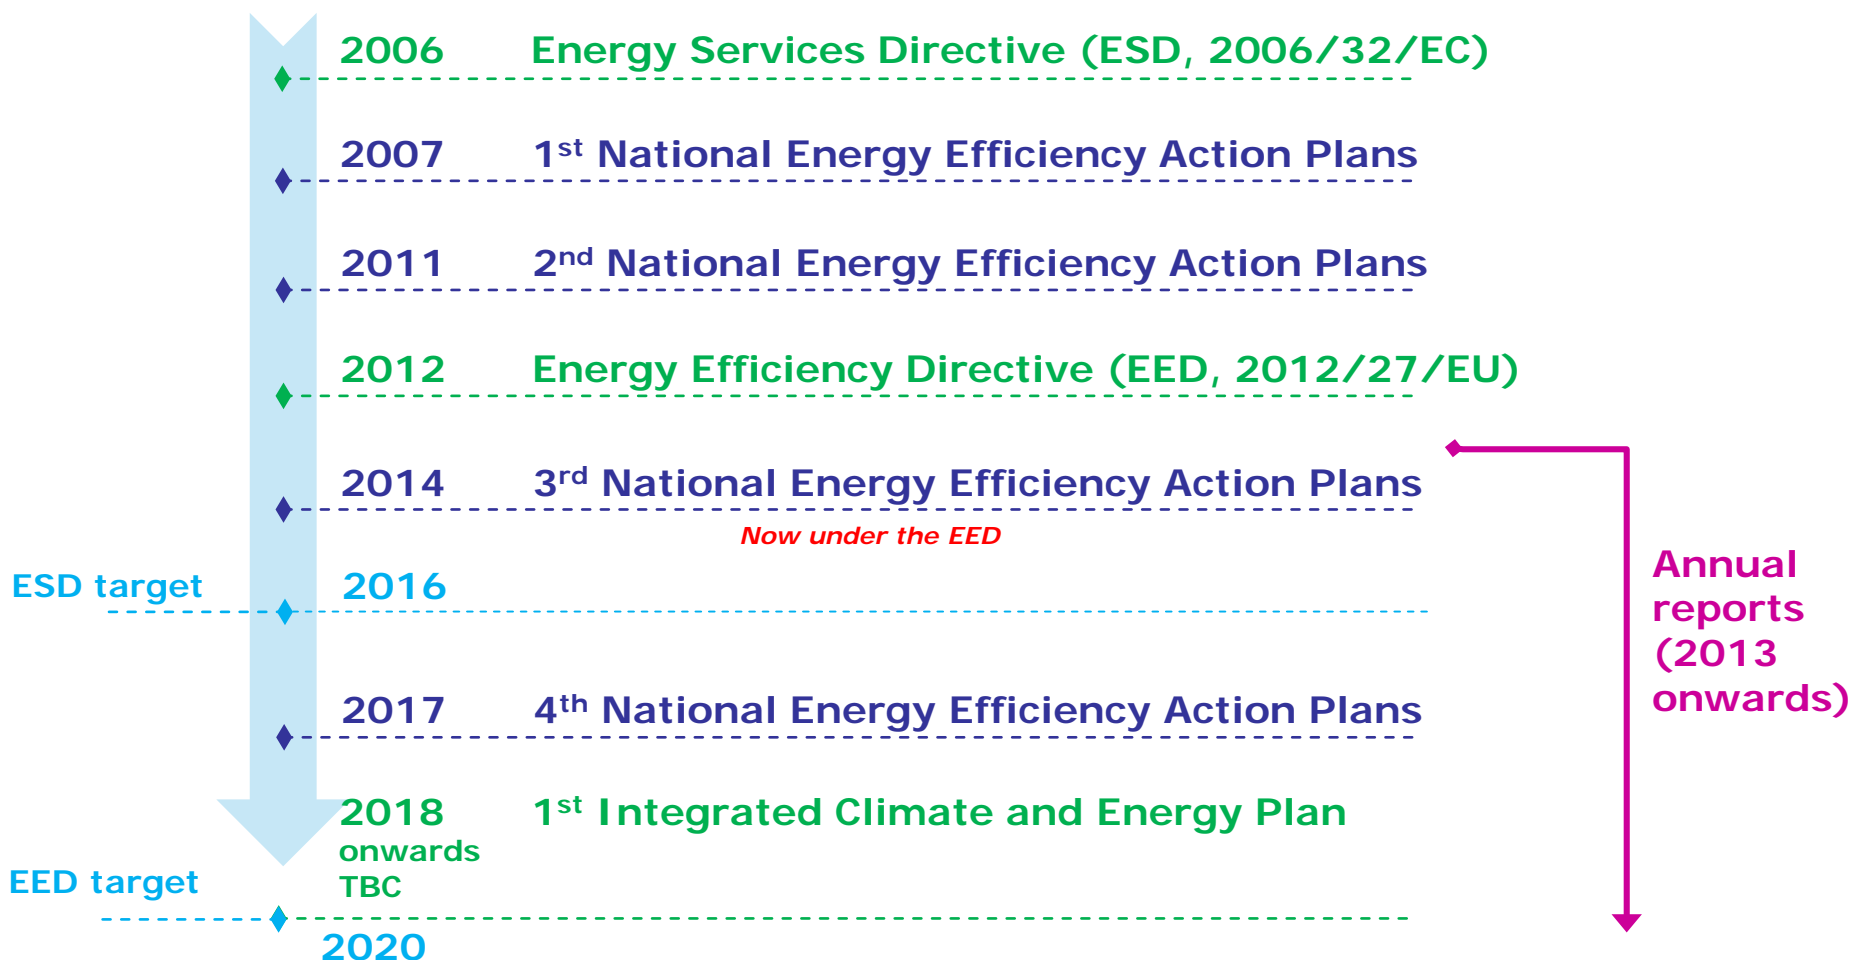 2006 Energy Services Directive (ESD, 2006/32/EC)
2007 1st National Energy Efficiency Action Plans
2011 2nd National Energy Efficiency Action Plans
2012 Energy Efficiency Directive (EED, 2012/27/EU)
2014 3rd National Energy Efficiency Action Plans
Now under the EED
ESD target 2016
2017 4th National Energy Efficiency Action Plans
2018 1st Integrated Climate and Energy Plan
onwards
TBC
EED target
2020
Annual
reports
(2013
onwards)